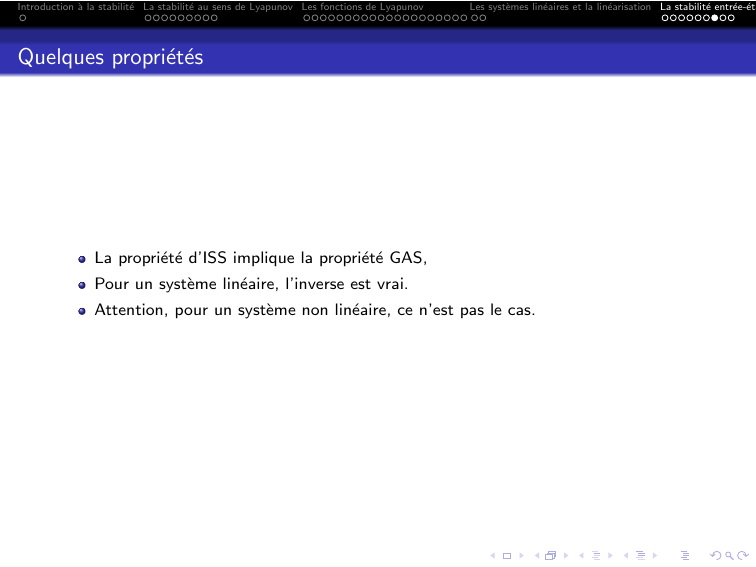 Introduction à la stabilité La stabilité au sens de Lyapunov Les fonctions de Lyapunov Les systèmes linéaires et la linéarisation La stabilité entrée-ét
Quelques propriétés
La propriété d'ISS implique la propriété GAS,
Pour un système linéaire, l'inverse est vrai.
Attention, pour un système non linéaire, ce n'est pas le cas.